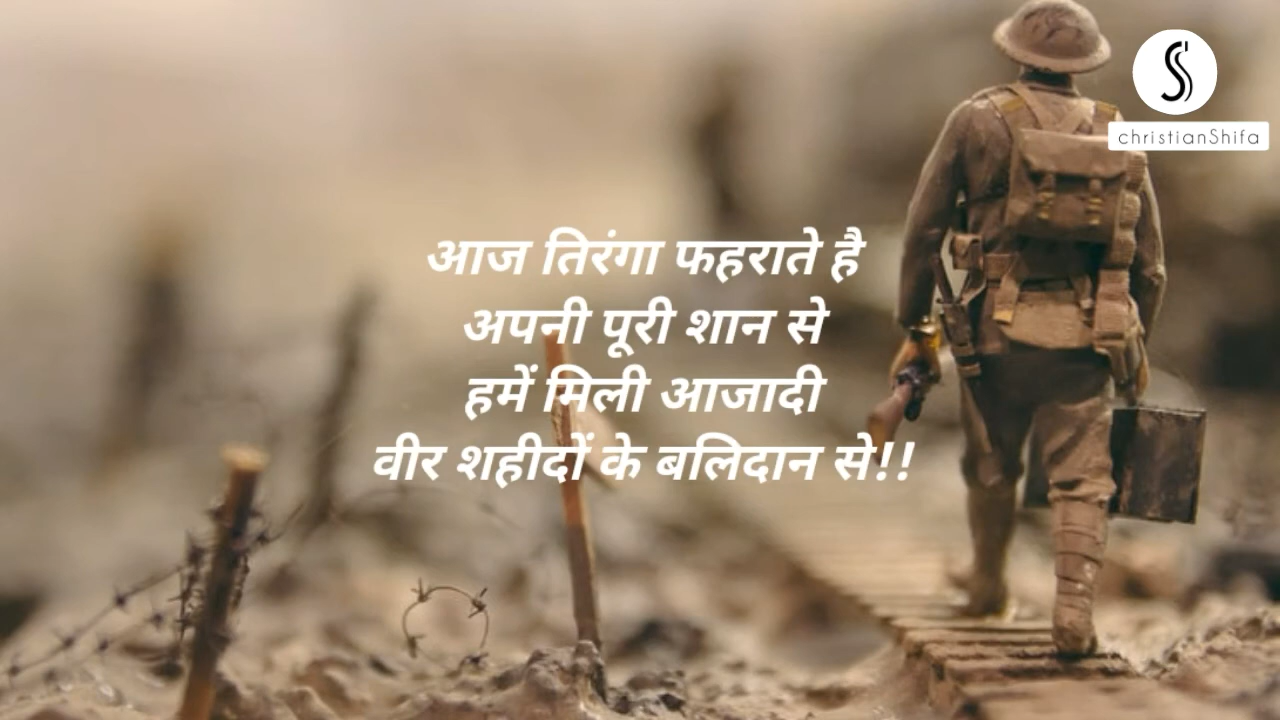 christianShifa
आज तिरंगा फहराते है
अपनी पूरी शान से
हमें मिली आजादी
वीर शहीदों के बलिदान से!!